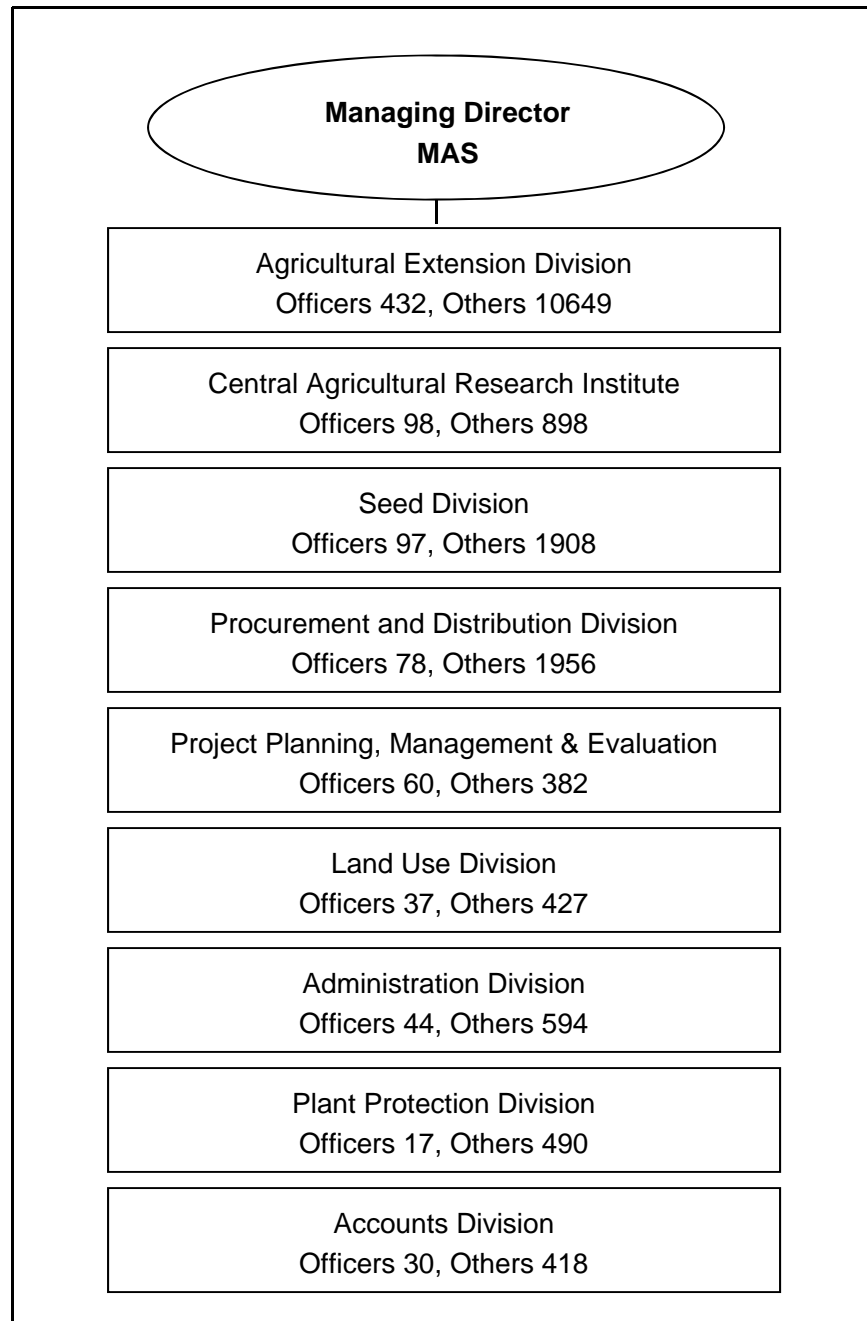 Managing Director
MAS
Agricultural Extension Division
Officers 432, Others 10649
Central Agricultural Research Institute
Officers 98, Others 898
Seed Division
Officers 97, Others 1908
Procurement and Distribution Division
Officers 78, Others 1956
Project Planning, Management & Evaluation
Officers 60, Others 382
Land Use Division
Officers 37, Others 427
Administration Division
Officers 44, Others 594
Plant Protection Division
Officers 17, Others 490
Accounts Division
Officers 30, Others 418